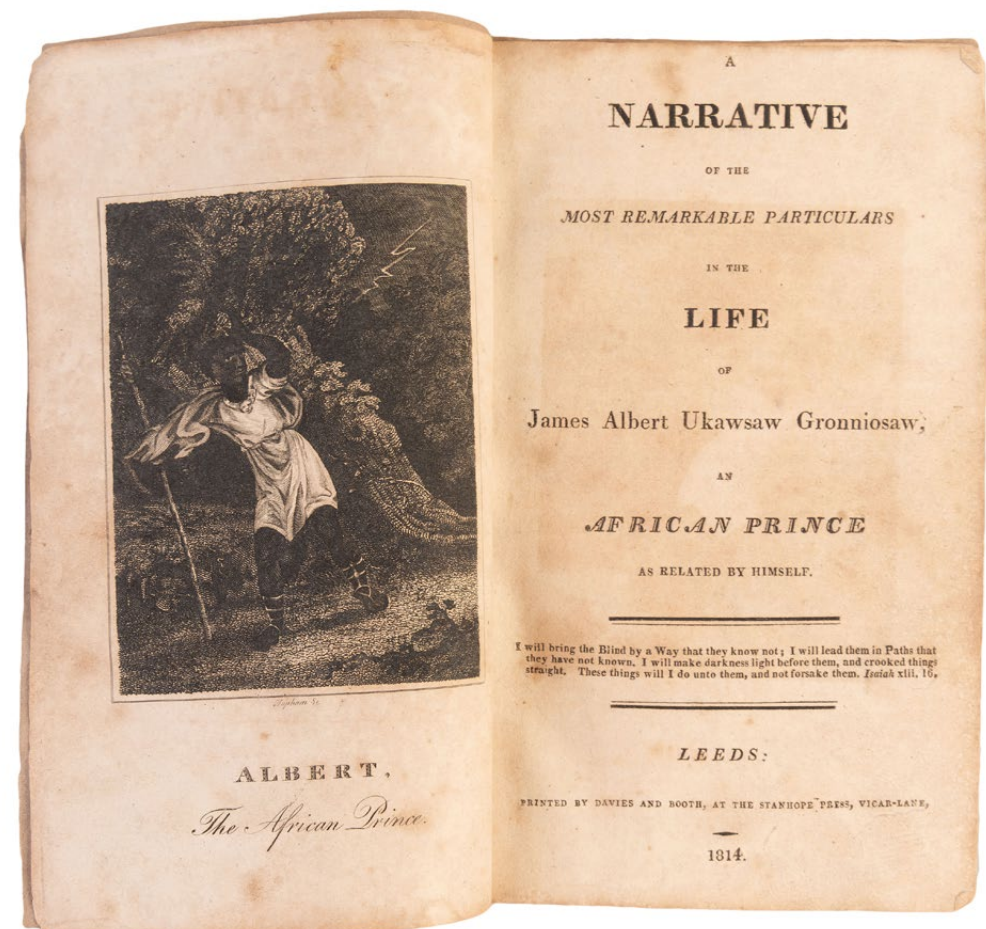 ALBERT,
The African Prince.
A
NARRATIVE
OF THE
MOST REMARKABLE PARTICULARS
IN THE
LIFE
OF
James Albert Ukawsaw Gronniosaw,
AN
AFRICAN PRINCE
AS RELATED BY HIMSELF.
I will bring the Blind by a Way that they know not; I will lead them in Paths that
they have not known, I will make darkness light before them, and crooked things
straight. These things will I do unto them, and not forsake them. Isaiah xlii, 16.
LEEDS:
PRINTED BY DAVIES AND BOOTH, AT THE STANHOPE PRESS, VICAR-LANE,
1814.